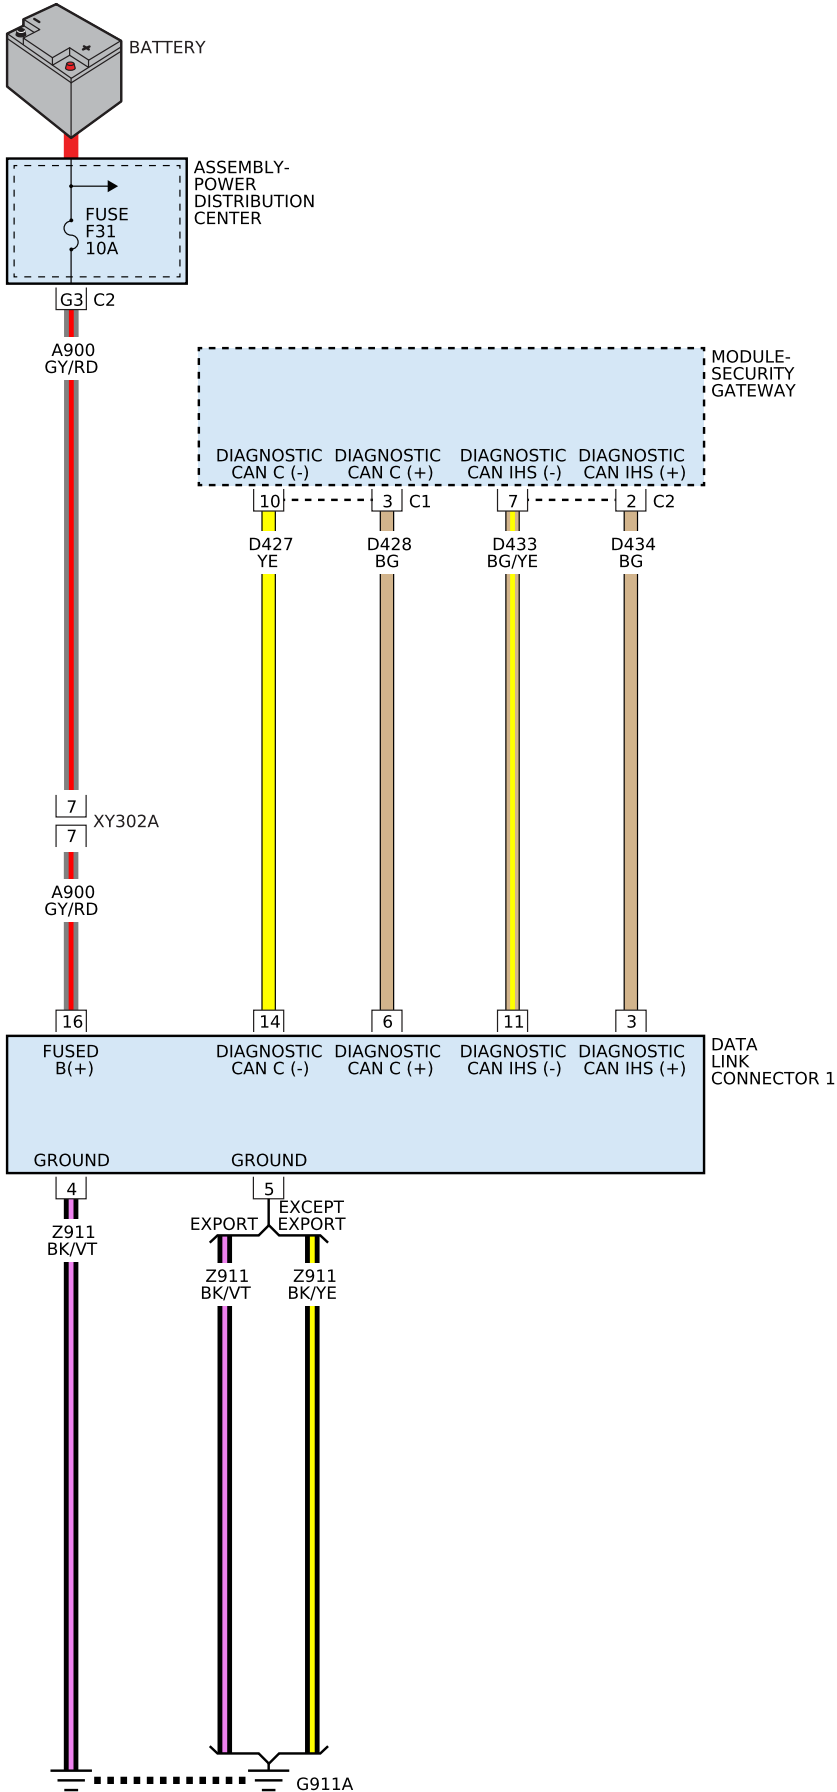 BATTERY
ASSEMBLY-
POWER
DISTRIBUTION
CENTER
FUSE
F31
10A
G3 C2
A900
GY/RD
MODULE-
SECURITY
GATEWAY
DIAGNOSTIC
CAN C (-)
DIAGNOSTIC
CAN C (+)
DIAGNOSTIC
CAN IHS (-)
DIAGNOSTIC
CAN IHS (+)
10 3 C1 7 2 C2
D427
YE
D428
BG
D433
BG/YE
D434
BG
7
XY302A
7
A900
GY/RD
16 14 6 11 3
FUSED
B(+)
DIAGNOSTIC
CAN C (-)
DIAGNOSTIC
CAN C (+)
DIAGNOSTIC
CAN IHS (-)
DIAGNOSTIC
CAN IHS (+)
DATA
LINK
CONNECTOR 1
GROUND GROUND
4 5
Z911
BK/VT
EXPORT
EXCEPT
EXPORT
Z911
BK/VT
Z911
BK/YE
G911A